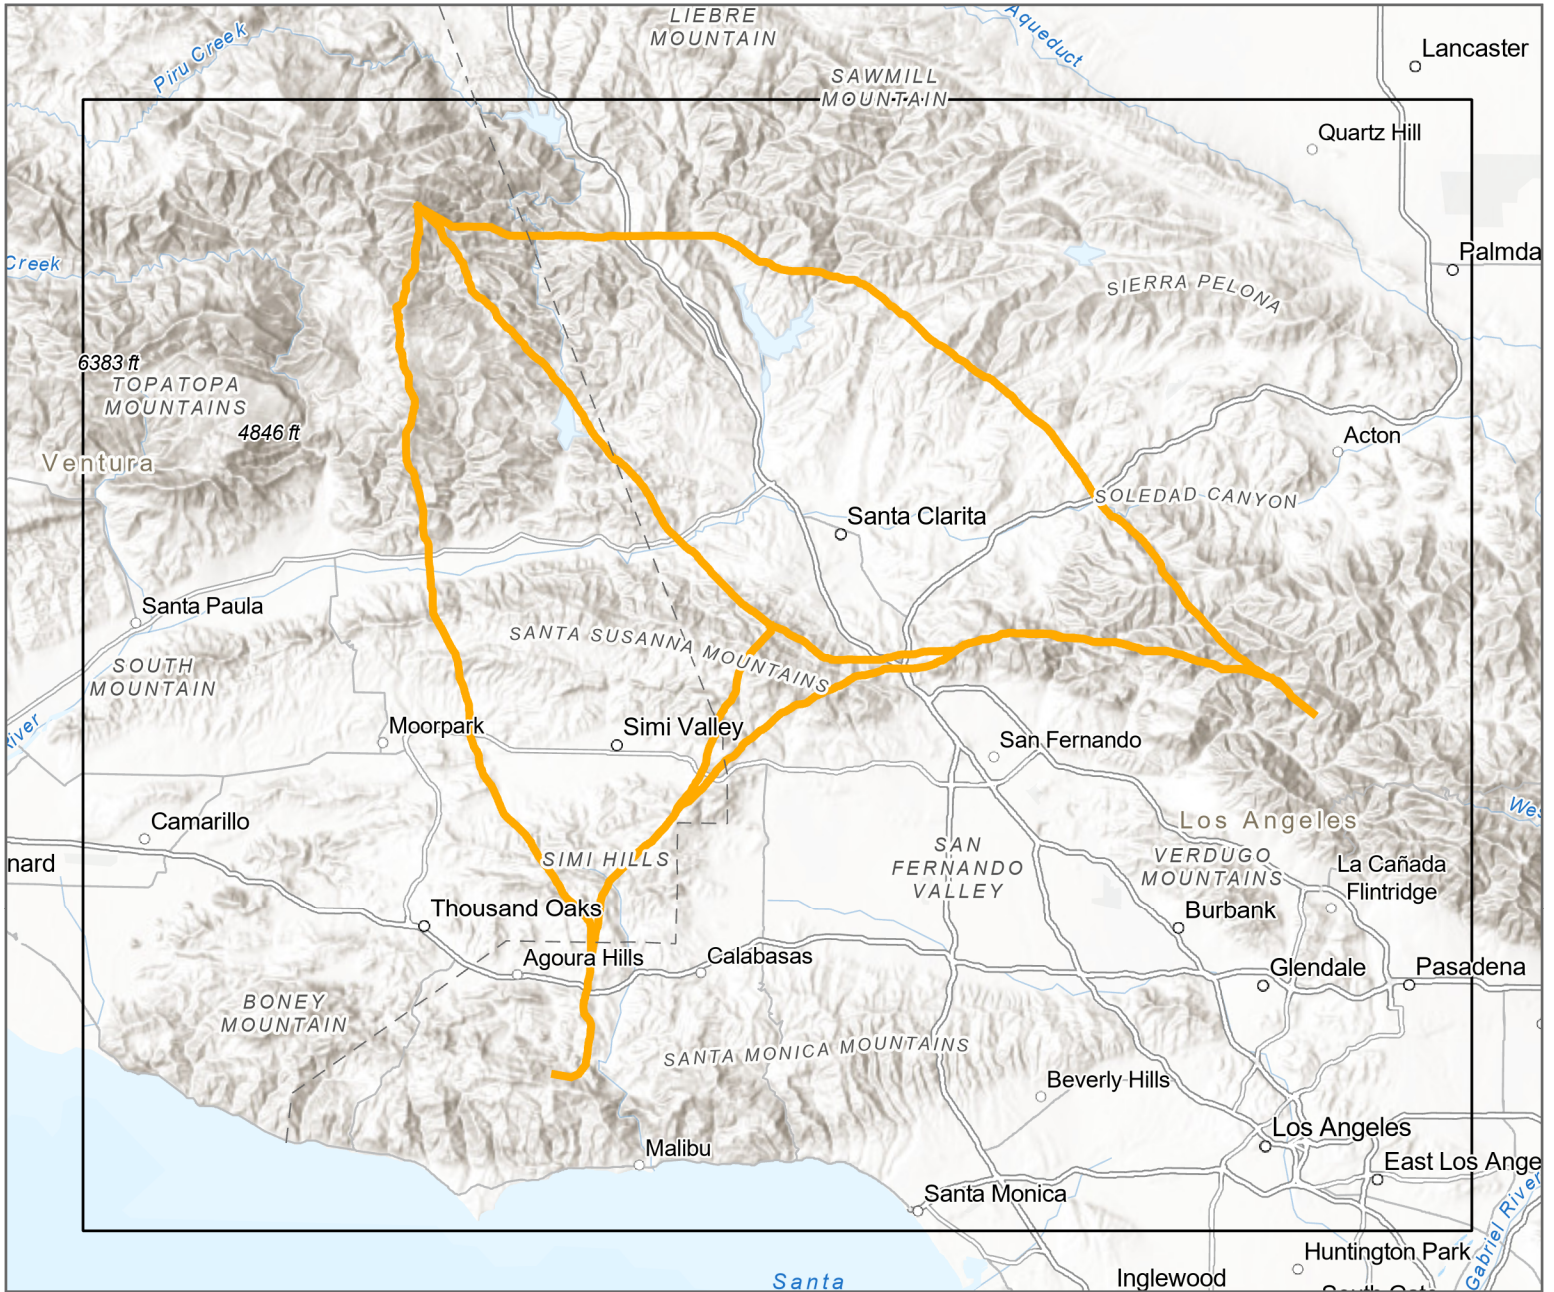 LIEBRE
MOUNTAIN
Aqueduct
Piru Creek
Lancaster
SAWMILL
MOUNTAIN
Quartz Hill
Palmda
Creek
SIERRA PELONA
6383 ft
TOPATOPA
MOUNTAINS
4846 ft
Acton
Ventura
SOLEDAD CANYON
Santa Clarita
Santa Paula
SANTA SUSANNA MOUNTAINS
SOUTH
MOUNTAIN
River
Moorpark
Simi Valley
San Fernando
Wes
Camarillo
Los Angeles
nard
SIMI HILLS
SAN
FERNANDO
VALLEY
VERDUGO
MOUNTAINS
La Cañada
Flintridge
Thousand Oaks
Burbank
Agoura Hills
Calabasas
Glendale
Pasadena
BONEY
MOUNTAIN
SANTA MONICA MOUNTAINS
Beverly Hills
Los Angeles
Malibu
East Los Ange
Santa Monica
Gabriel River
Huntington Park
Santa
Inglewood
South Gate